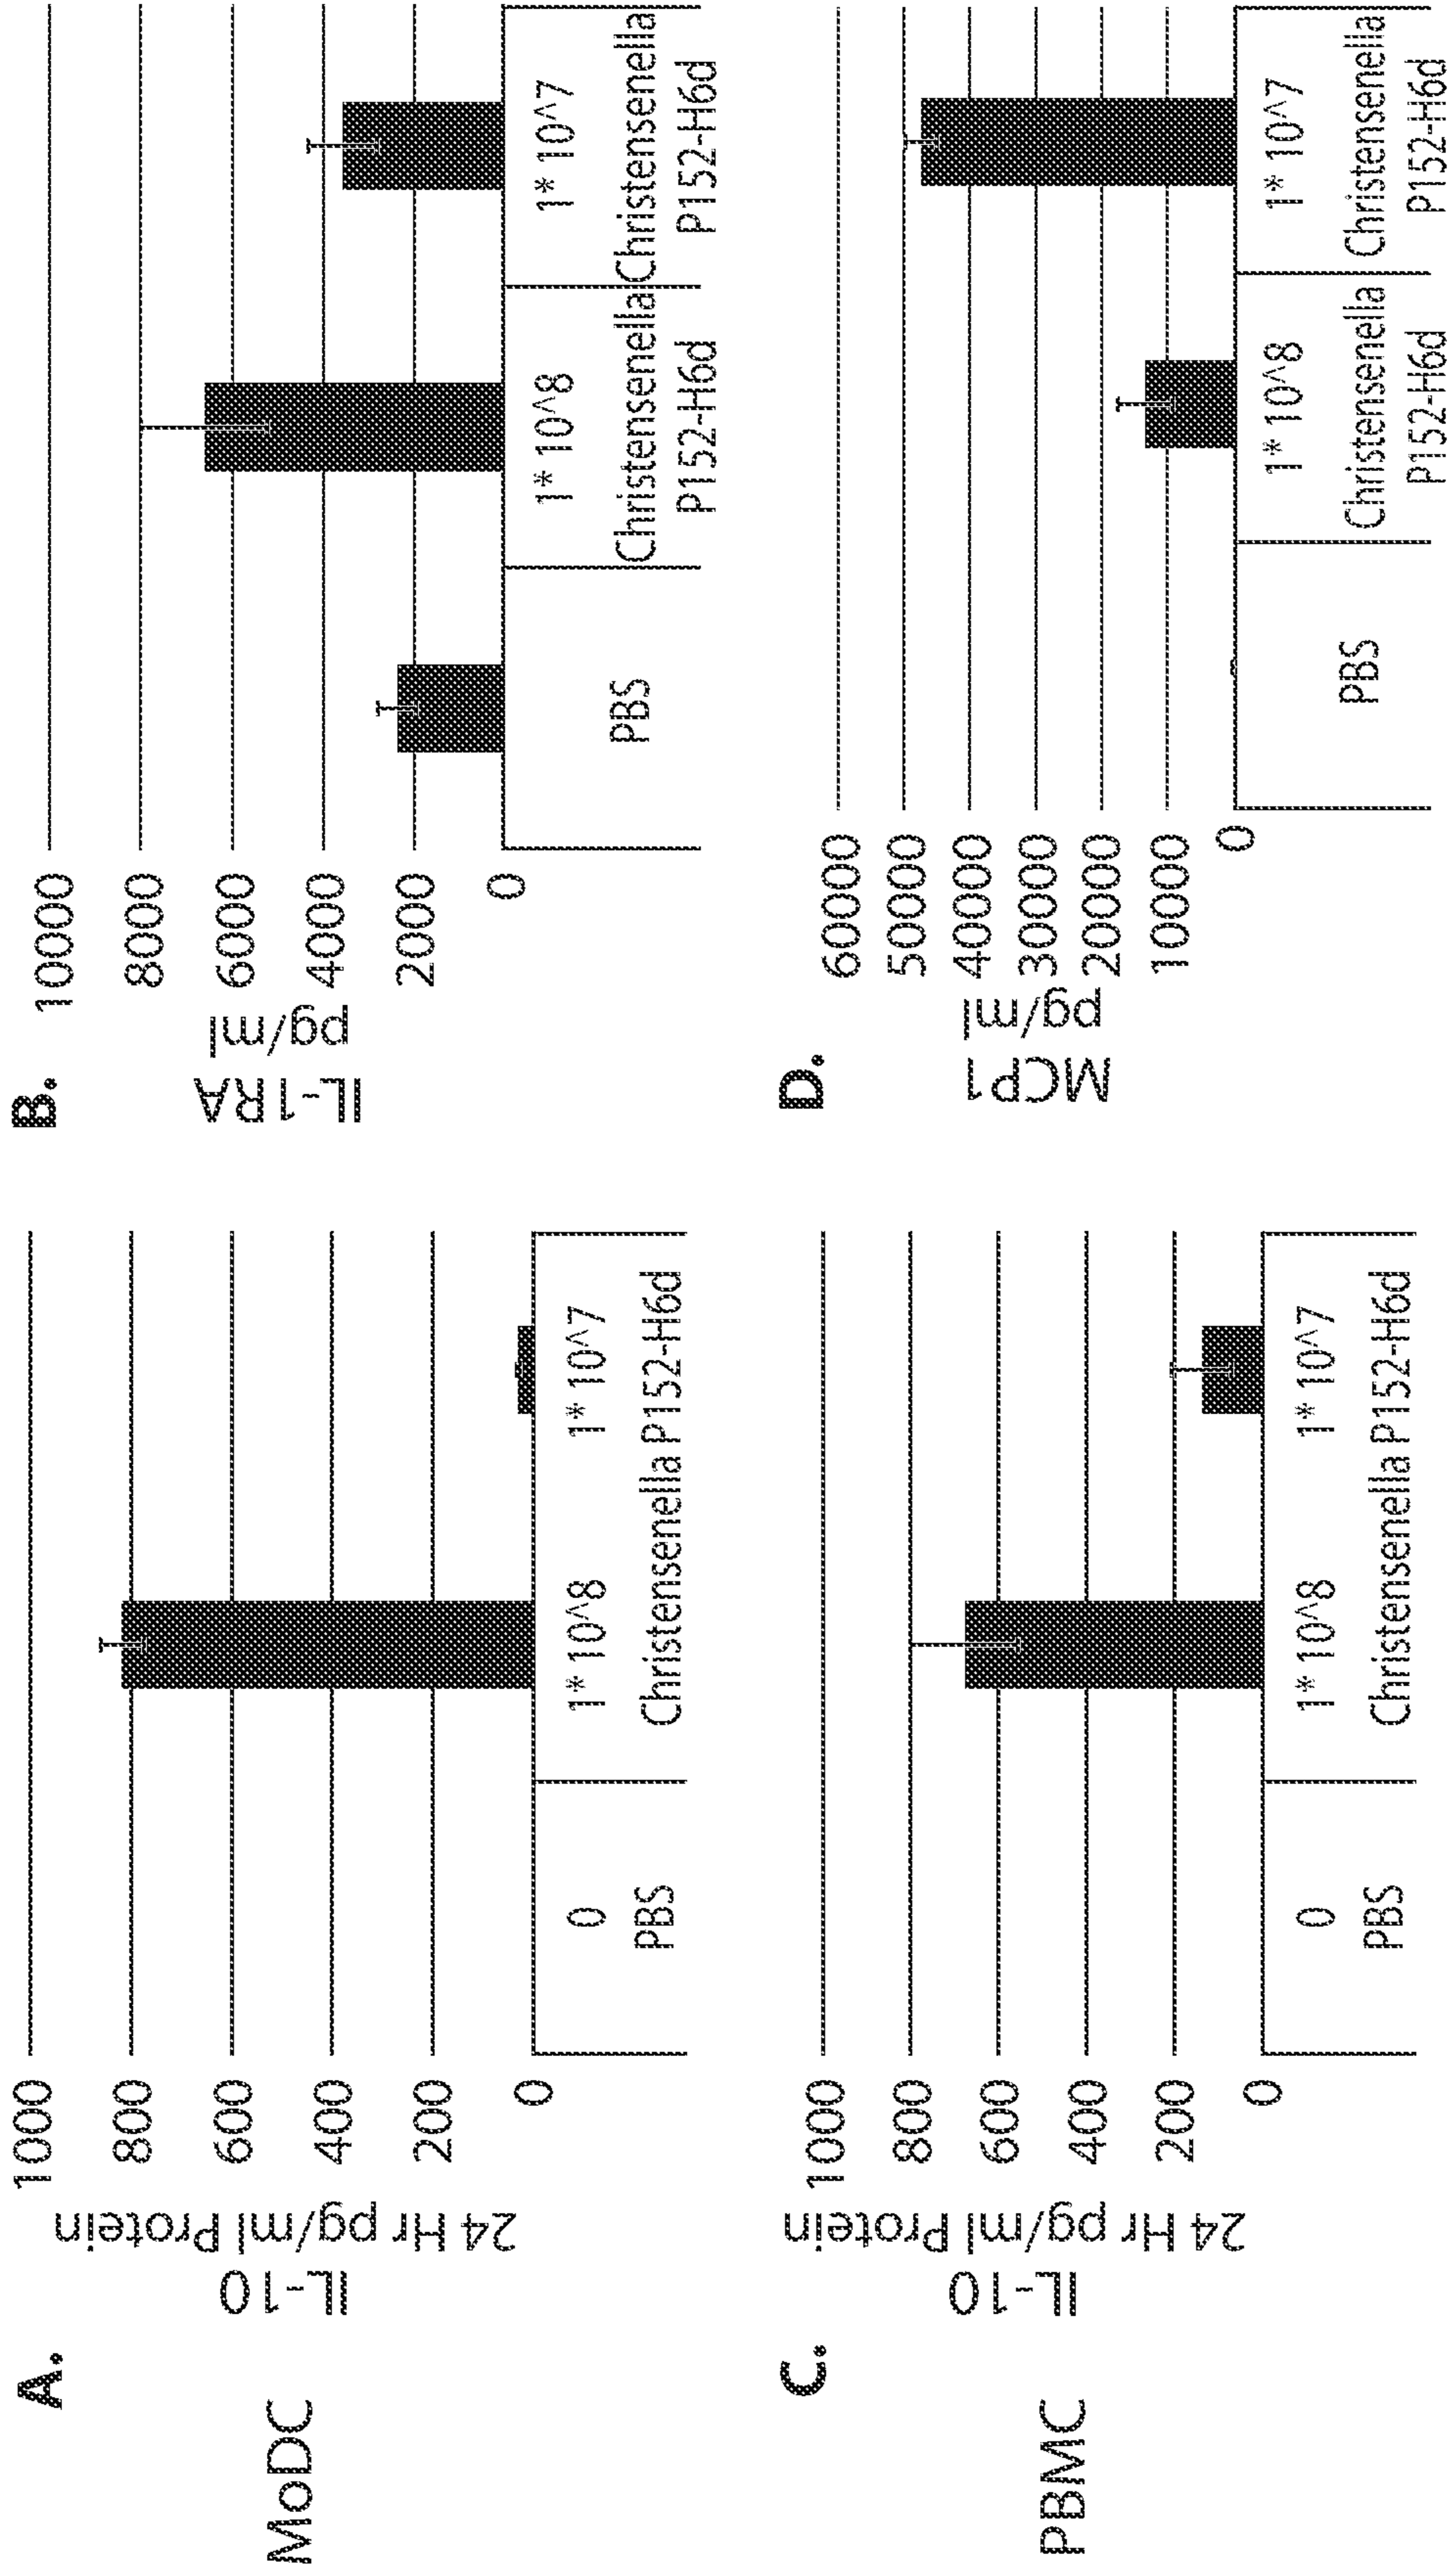 A.
MoDC
IL-10
24 Hr pg/ml Protein
1000
800
600
400
200
0
0
1* 10^8
1* 10^7
PBS
Christensenella P152-H6d
B.
IL-1RA
pg/ml
10000
8000
6000
4000
2000
0
1* 10^8
1* 10^7
PBS
Christensenella
Christensenella
P152-H6d
P152-H6d
C.
PBMC
IL-10
24 Hr pg/ml Protein
1000
800
600
400
200
0
0
1* 10^8
1* 10^7
PBS
Christensenella P152-H6d
D.
MCP1
pg/ml
60000
50000
40000
30000
20000
10000
0
1* 10^8
1* 10^7
PBS
Christensenella
Christensenella
P152-H6d
P152-H6d